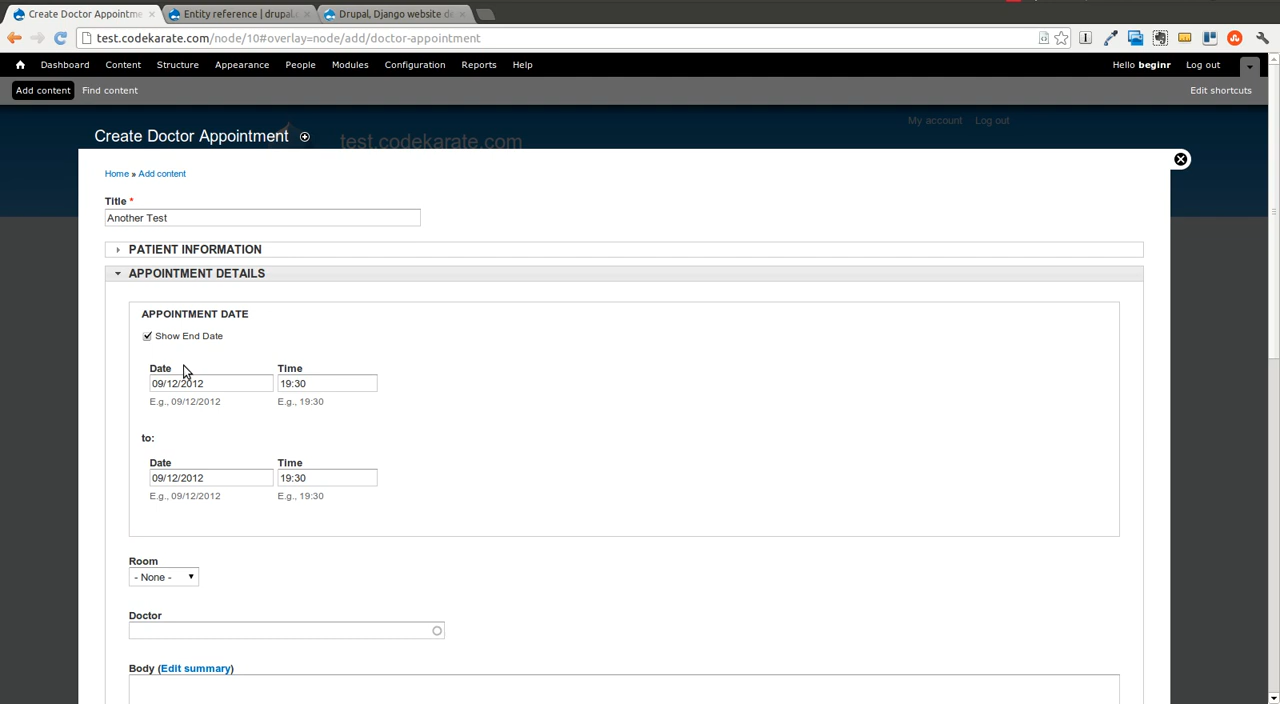 Create Doctor Appointme
Entity reference | drupal.
Drupal, Django website de
test.codekarate.com/node/10#overlay=node/add/doctor-appointment
Dashboard Content Structure Appearance People Modules Configuration Reports Help Hello beginr Log out
Add content Find content Edit shortcuts
My account Log out
Create Doctor Appointment
test.codekarate.com
Home » Add content
Title *
Another Test
PATIENT INFORMATION
APPOINTMENT DETAILS
APPOINTMENT DATE
Show End Date
Date Time
09/12/2012 19:30
E.g., 09/12/2012 E.g., 19:30
to:
Date Time
09/12/2012 19:30
E.g., 09/12/2012 E.g., 19:30
Room
- None -
Doctor
Body (Edit summary)